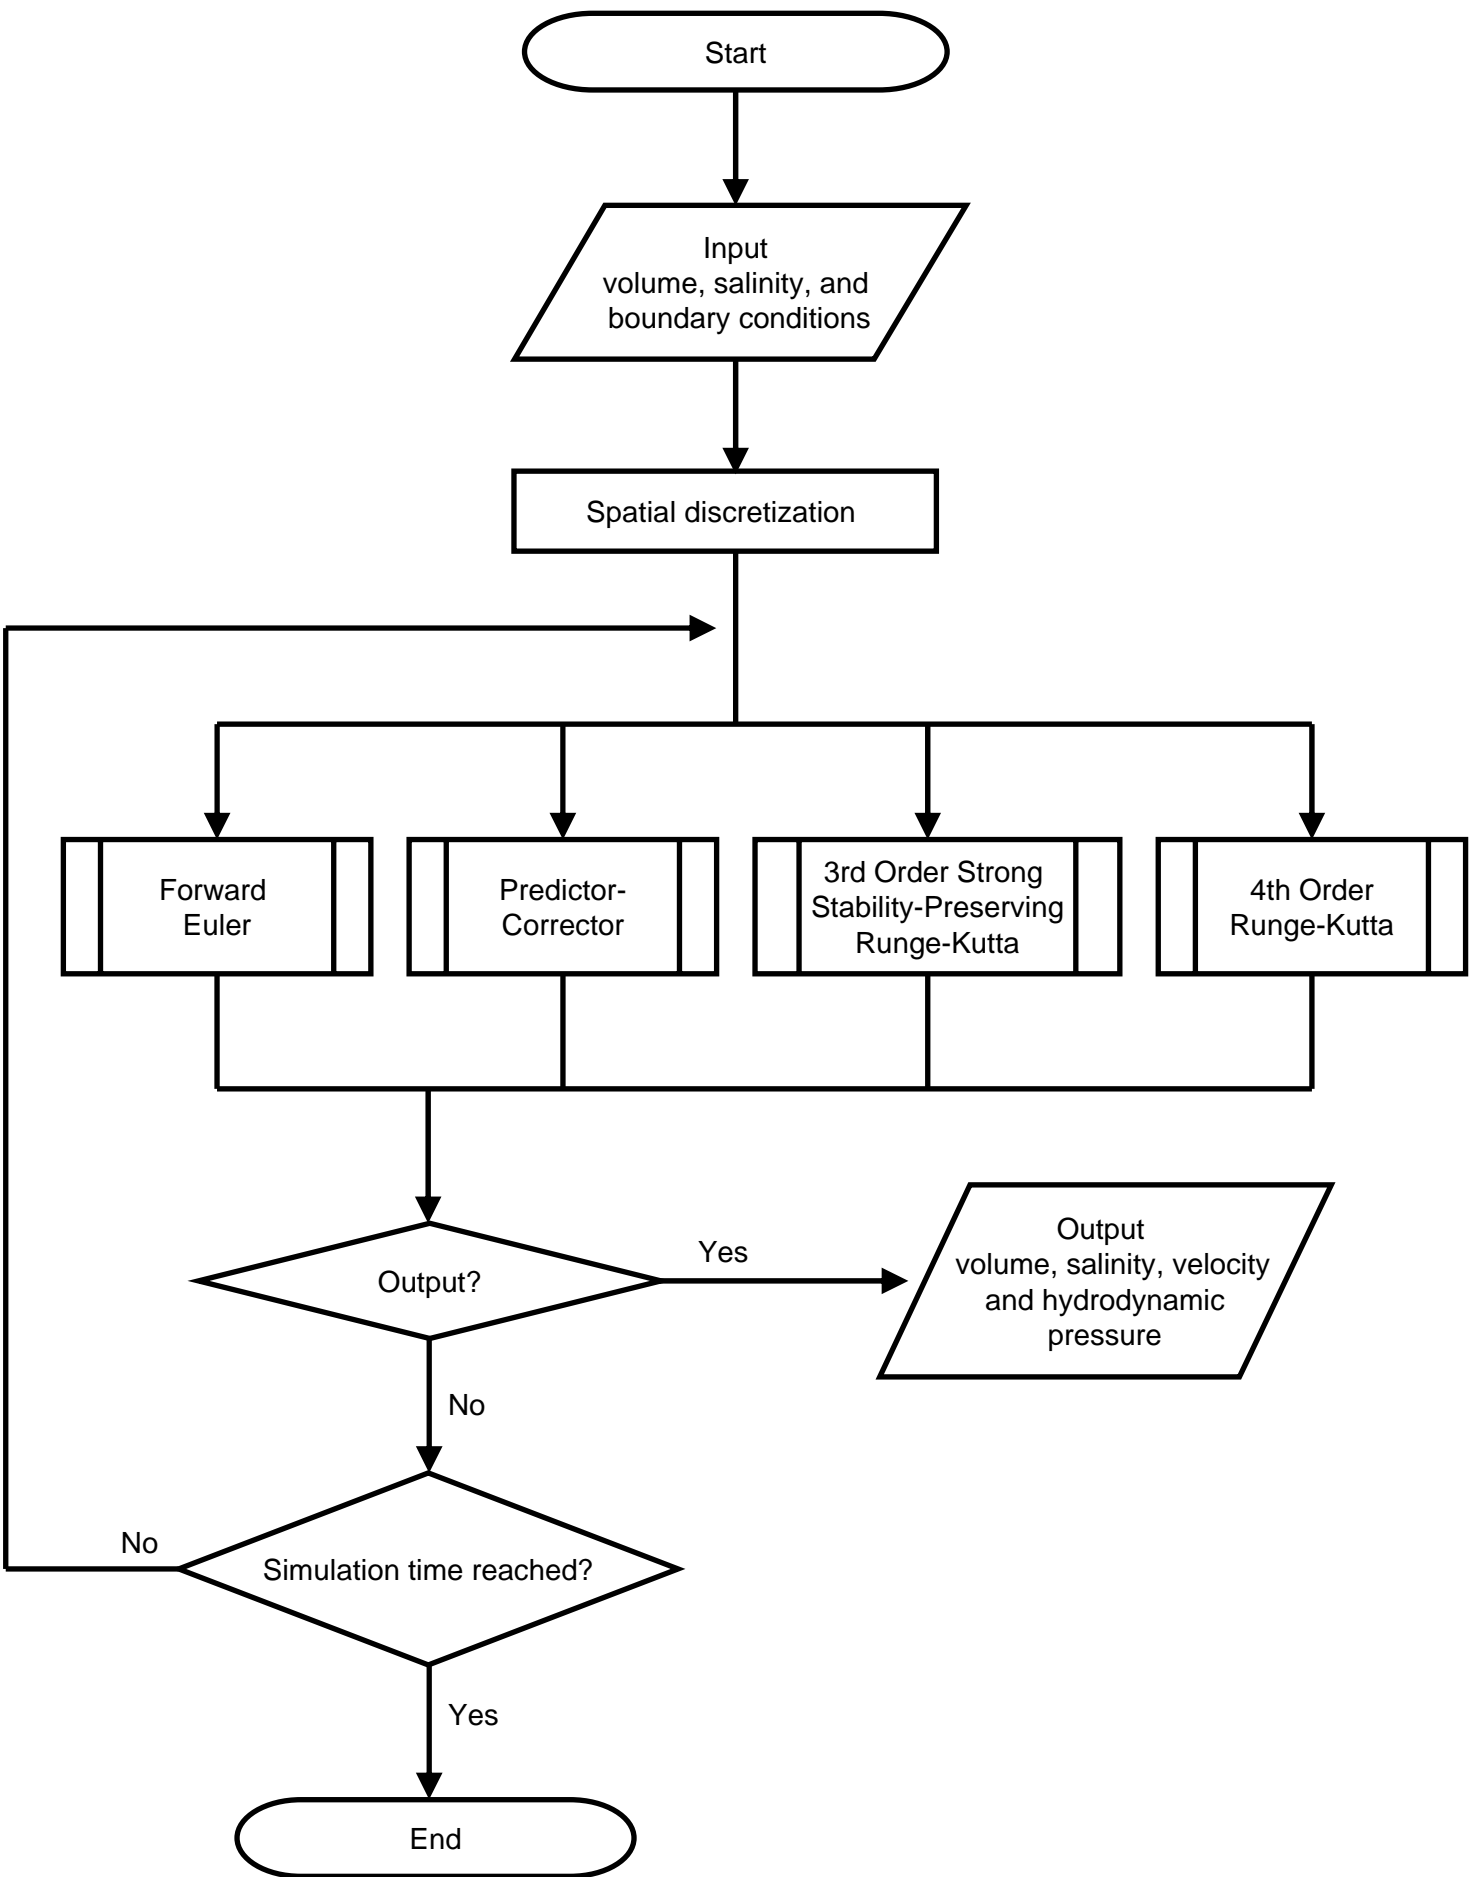 Start
Input
volume, salinity, and
boundary conditions
Spatial discretization
Forward
Euler
Predictor-
Corrector
3rd Order Strong
Stability-Preserving
Runge-Kutta
4th Order
Runge-Kutta
Output?
Yes
Output
volume, salinity, velocity
and hydrodynamic
pressure
No
Simulation time reached?
No
Yes
End